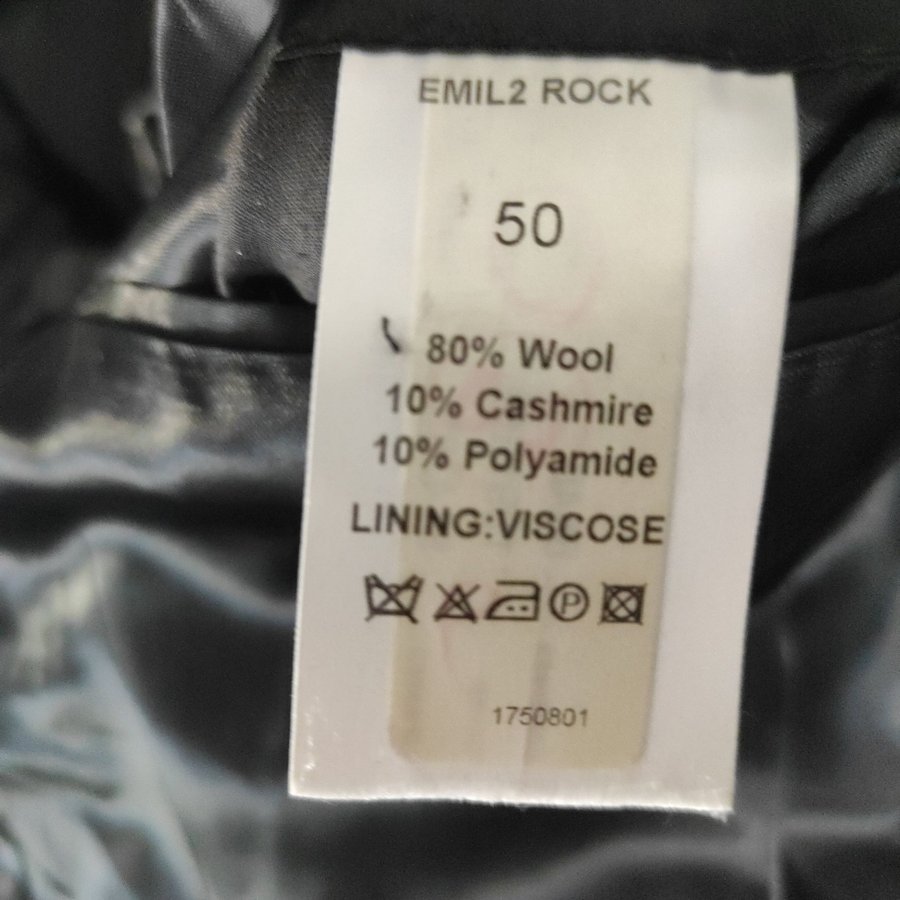 EMIL2 ROCK
50
80% Wool
10% Cashmire
10% Polyamide
LINING:VISCOSE
P
1750801